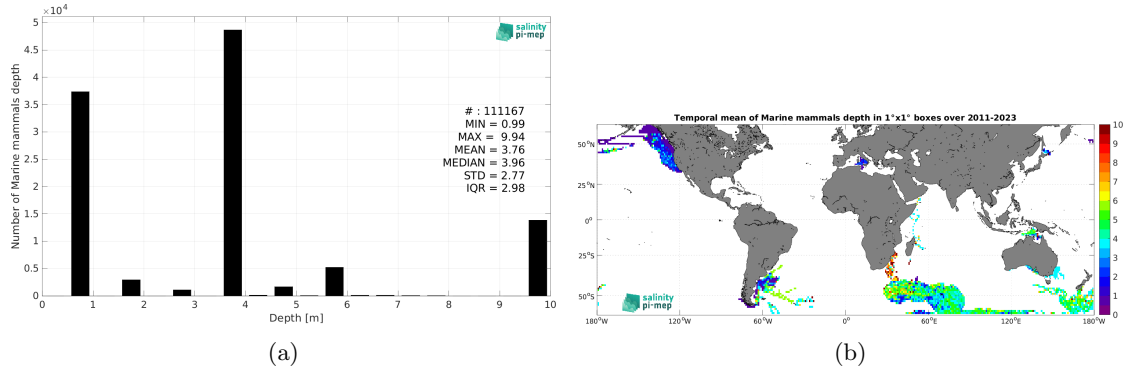 ×10⁴
5
4.5
4
3.5
3
2.5
2
1.5
1
0.5
0
Number of Marine mammals depth
0 1 2 3 4 5 6 7 8 9 10
Depth [m]
salinity
pi-mep
# : 111167
MIN = 0.99
MAX = 9.94
MEAN = 3.76
MEDIAN = 3.96
STD = 2.77
IQR = 2.98
(a)
Temporal mean of Marine mammals depth in 1°x1° boxes over 2011-2023
50°N
25°N
0°
25°S
50°S
180°W 120°W 60°W 0° 60°E 120°E 180°W
salinity
pi-mep
10
9
8
7
6
5
4
3
2
1
0
(b)